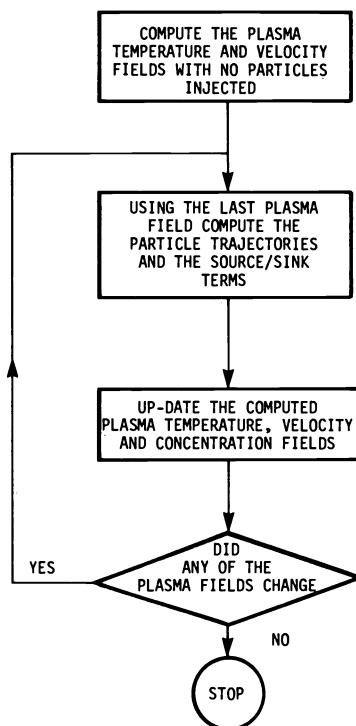 COMPUTE THE PLASMA
TEMPERATURE AND VELOCITY
FIELDS WITH NO PARTICLES
INJECTED
USING THE LAST PLASMA
FIELD COMPUTE THE
PARTICLE TRAJECTORIES
AND THE SOURCE/SINK
TERMS
UP-DATE THE COMPUTED
PLASMA TEMPERATURE, VELOCITY
AND CONCENTRATION FIELDS
DID
ANY OF THE
PLASMA FIELDS CHANGE
YES
NO
STOP